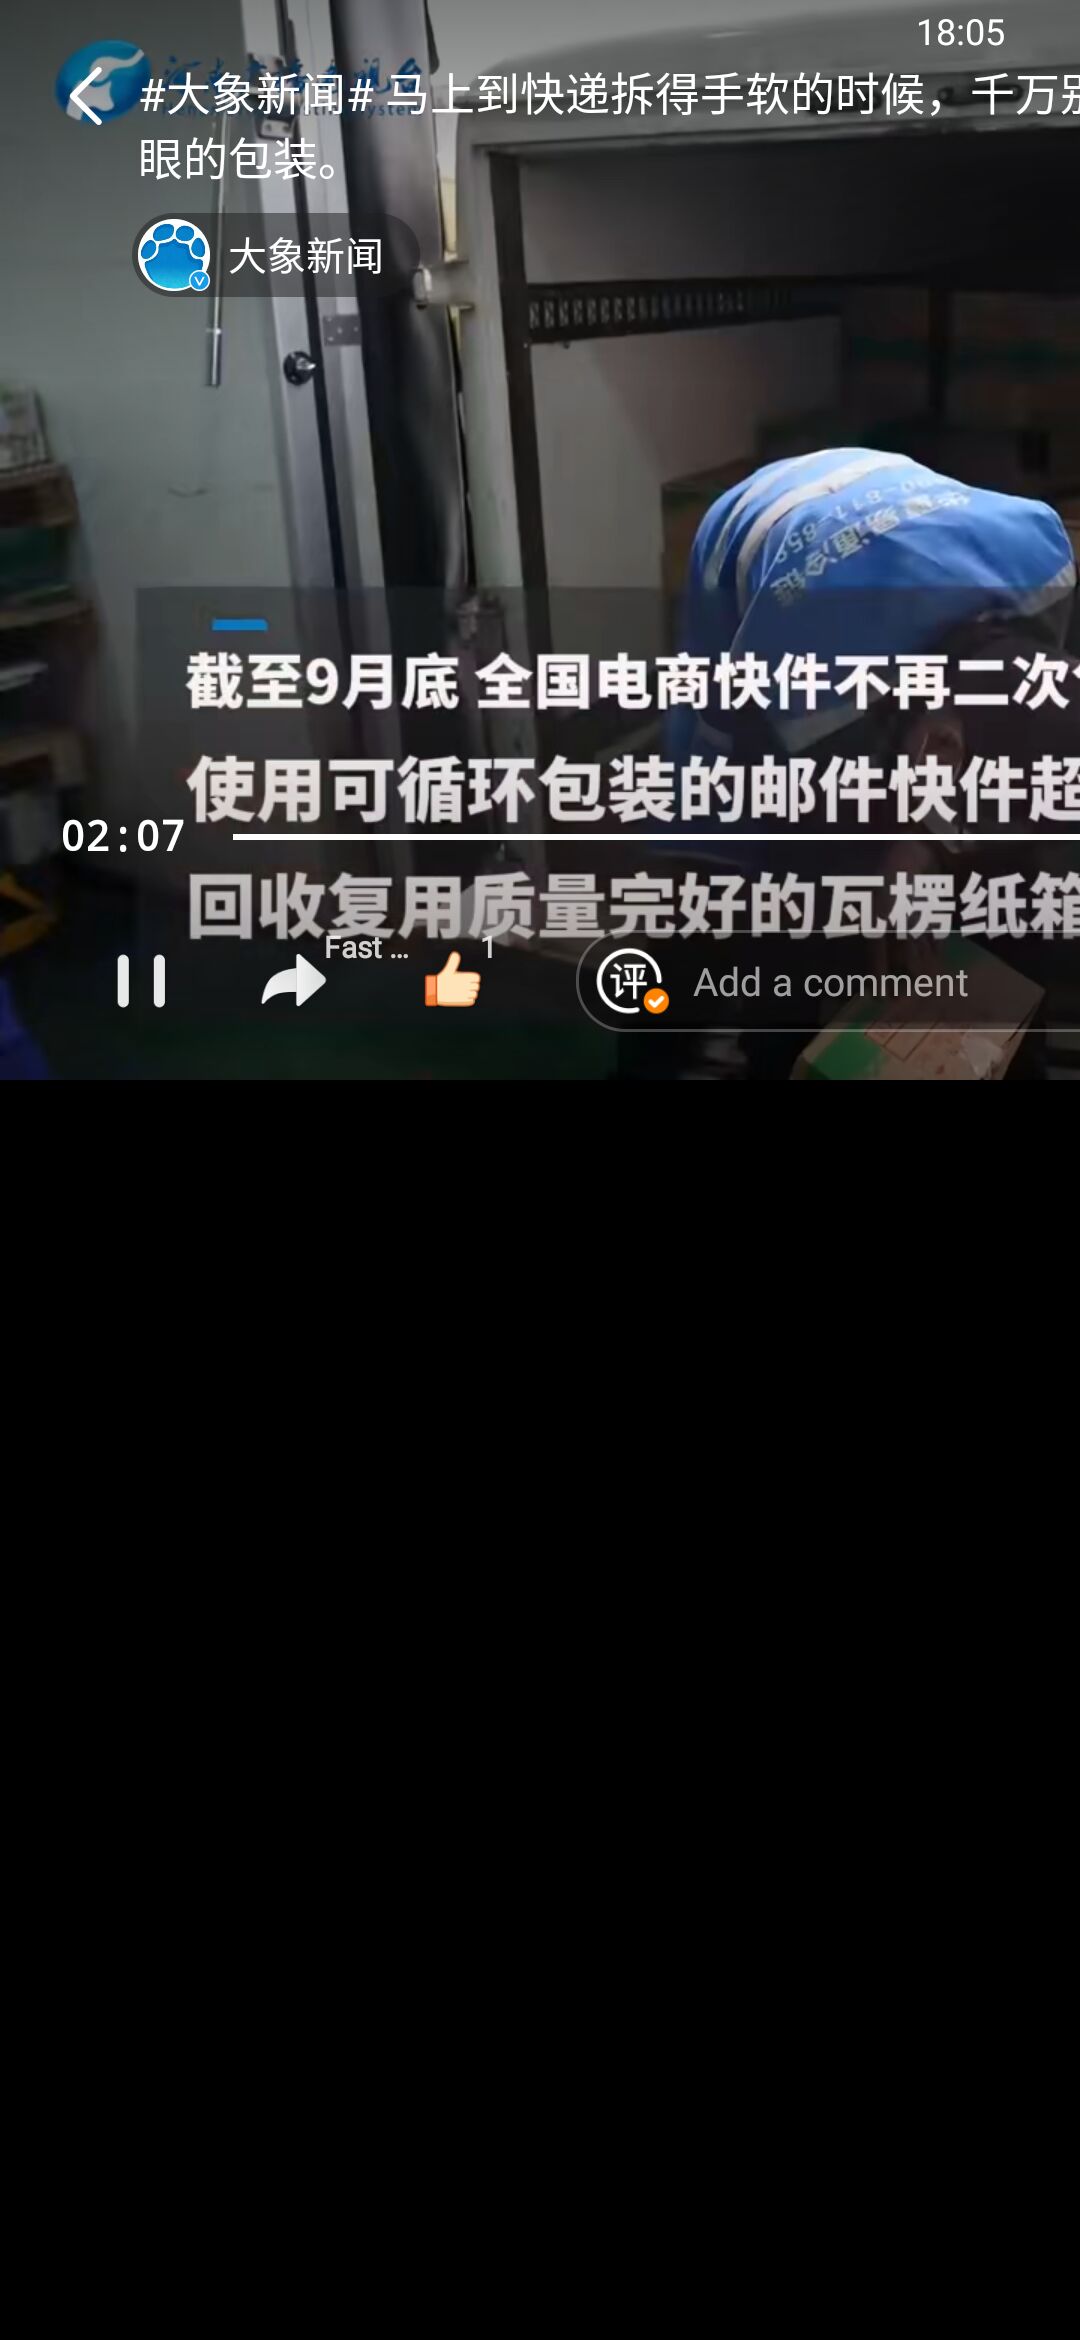 18:05
#大象新闻# 马上到快递拆得手软的时候，千万别
眼的包装。
大象新闻
截至9月底 全国电商快件不再二次
使用可循环包装的邮件快件超
02:07
回收复用质量完好的瓦楞纸箱
Fast ...
1
评
Add a comment